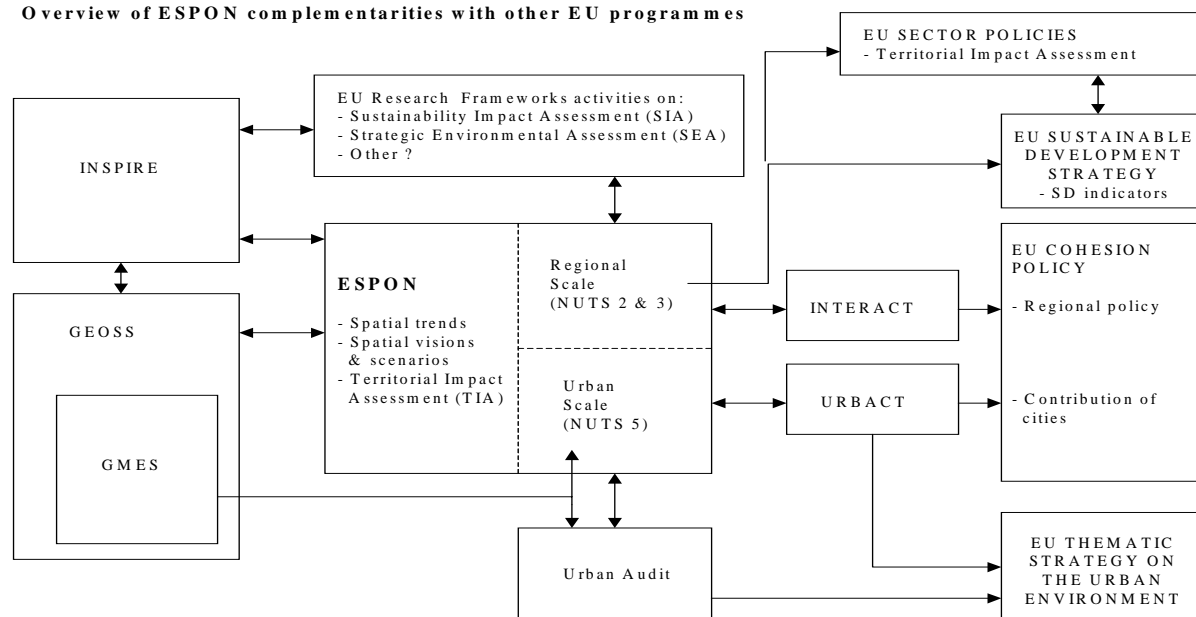 Overview of ESPON complementarities with other EU programmes
EU SECTOR POLICIES
- Territorial Impact Assessment
EU Research Frameworks activities on:
- Sustainability Impact Assessment (SIA)
- Strategic Environmental Assessment (SEA)
- Other ?
INSPIRE
EU SUSTAINABLE
DEVELOPMENT
STRATEGY
- SD indicators
ESPON
- Spatial trends
- Spatial visions
& scenarios
- Territorial Impact
Assessment (TIA)
Regional
Scale
(NUTS 2 & 3)
Urban
Scale
(NUTS 5)
INTERACT
URBACT
EU COHESION
POLICY
- Regional policy
- Contribution of
cities
GEOSS
GMES
Urban Audit
EU THEMATIC
STRATEGY ON
THE URBAN
ENVIRONMENT